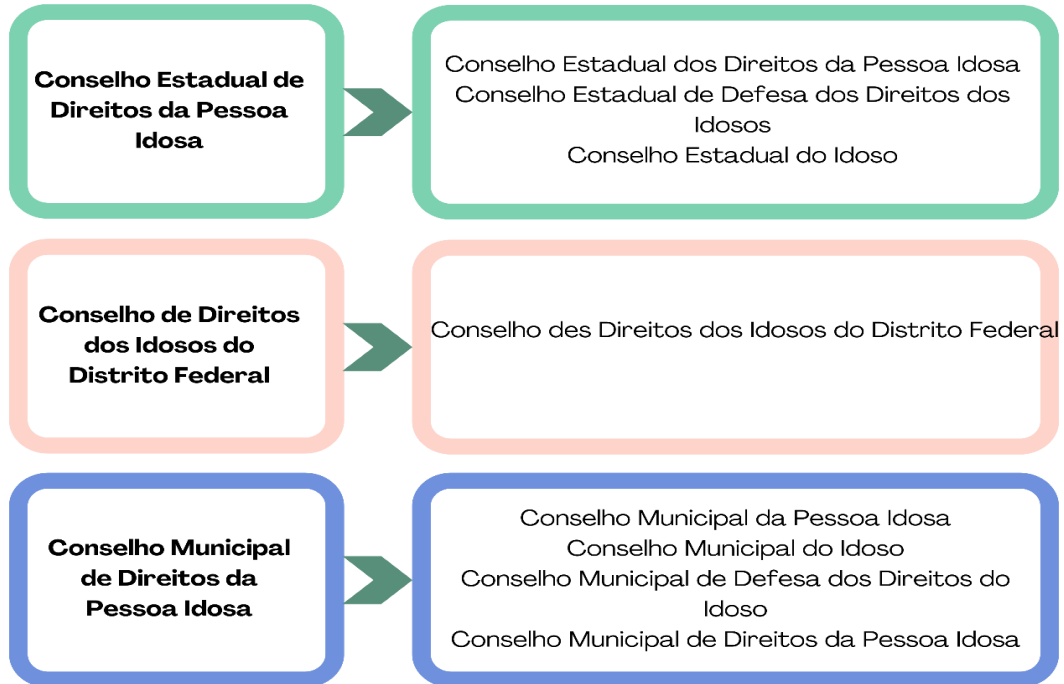 Conselho Estadual de
Direitos da Pessoa
Idosa
Conselho Estadual dos Direitos da Pessoa Idosa
Conselho Estadual de Defesa dos Direitos dos
Idosos
Conselho Estadual do Idoso
Conselho de Direitos
dos Idosos do
Distrito Federal
Conselho des Direitos dos Idosos do Distrito Federal
Conselho Municipal
de Direitos da
Pessoa Idosa
Conselho Municipal da Pessoa Idosa
Conselho Municipal do Idoso
Conselho Municipal de Defesa dos Direitos do
Idoso
Conselho Municipal de Direitos da Pessoa Idosa